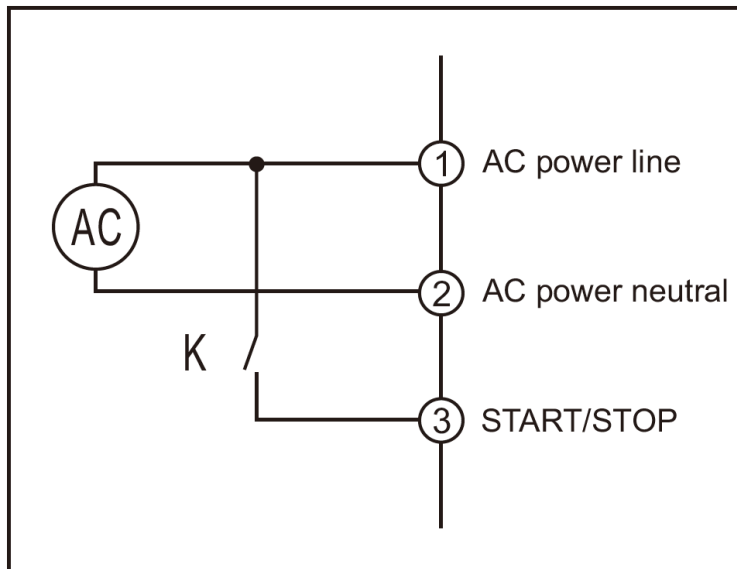 1 AC power line
AC
2 AC power neutral
K
3 START/STOP